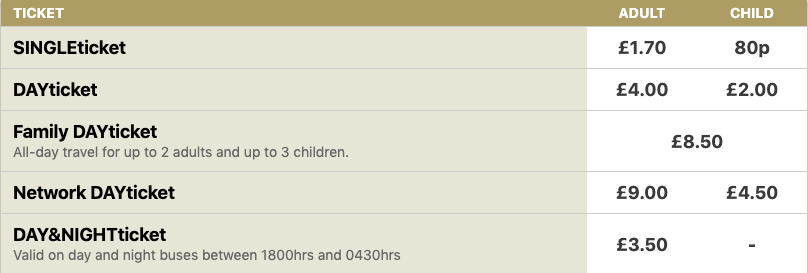 TICKET ADULT CHILD
SINGLEticket £1.70 80p
DAYticket £4.00 £2.00
Family DAYticket
All-day travel for up to 2 adults and up to 3 children.
£8.50
Network DAYticket £9.00 £4.50
DAY&NIGHTticket
Valid on day and night buses between 1800hrs and 0430hrs
£3.50 -